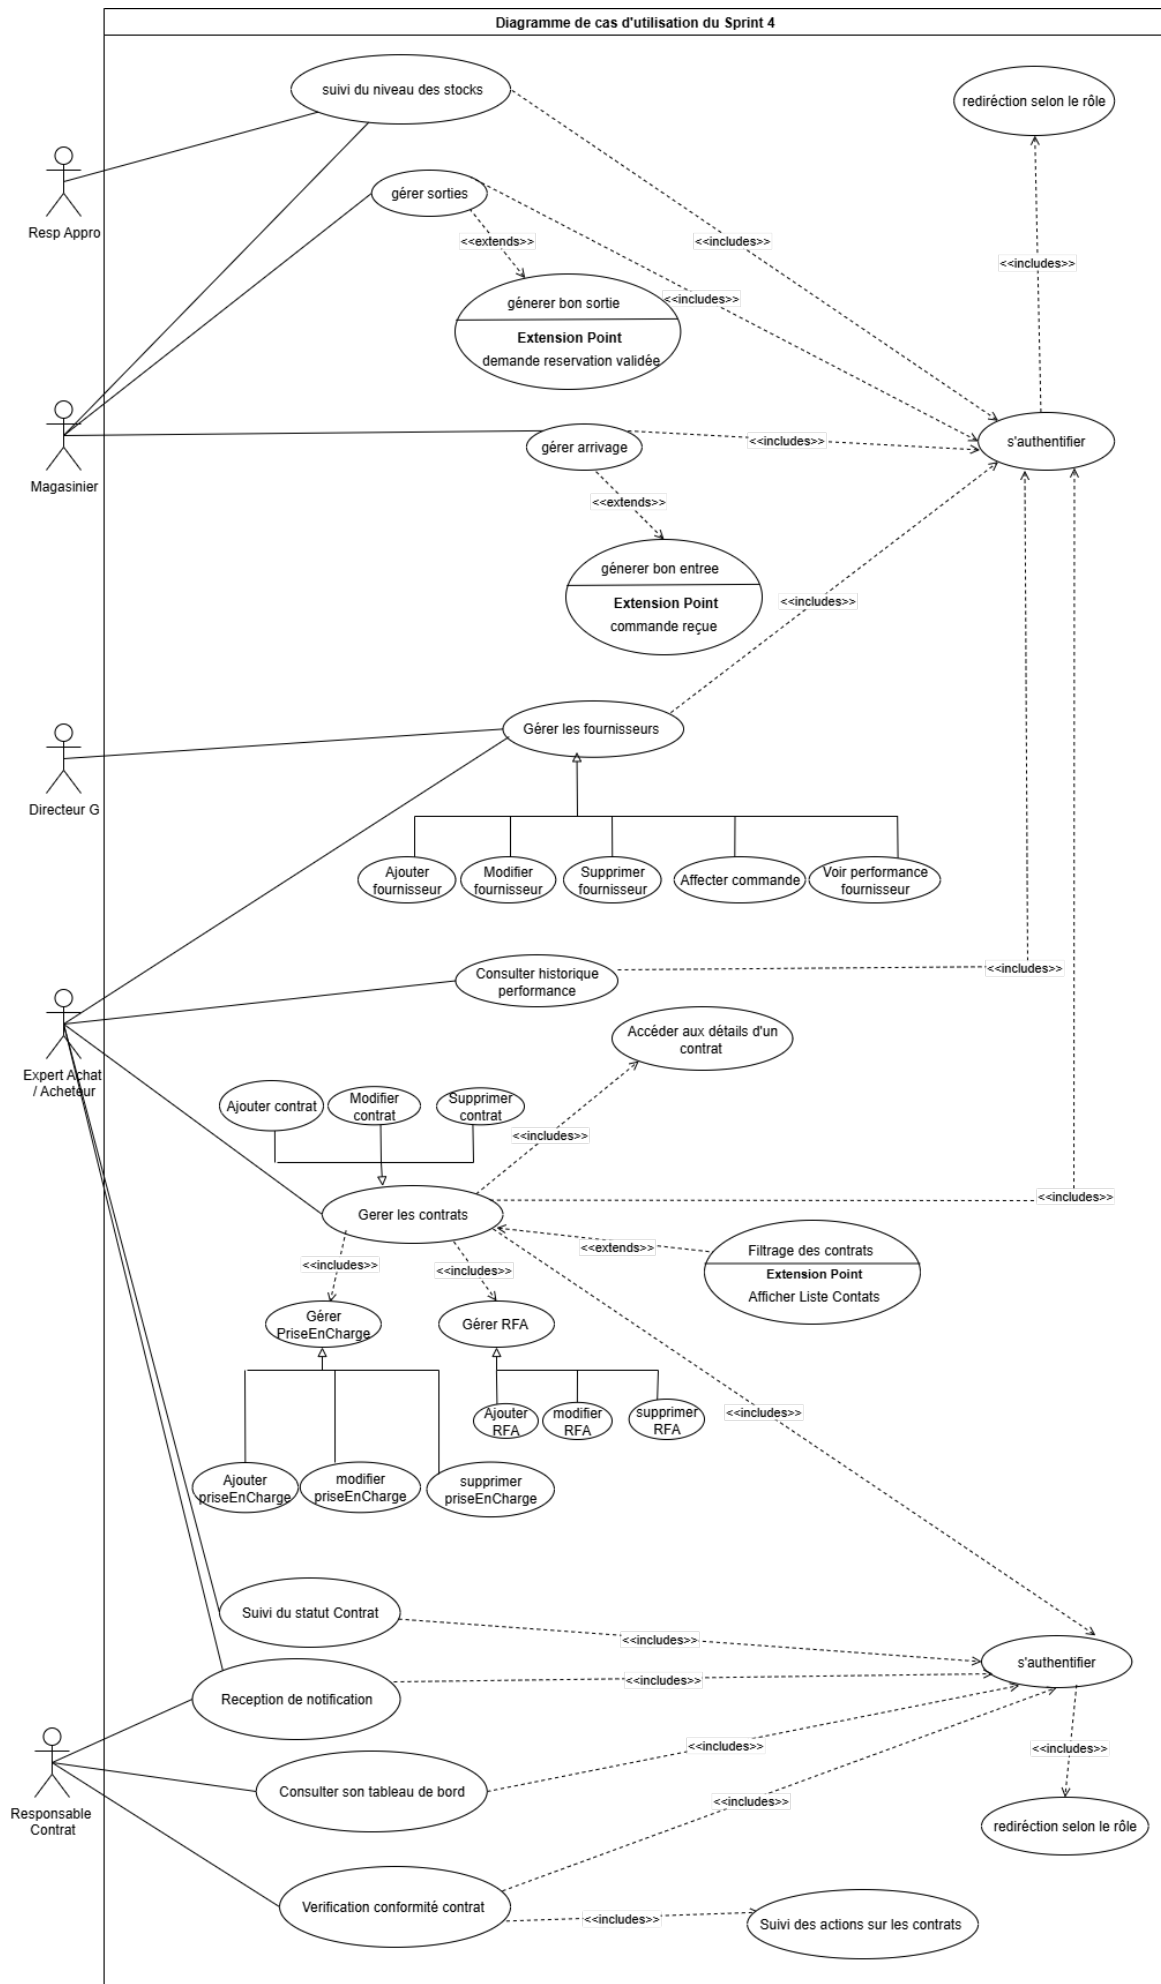 Diagramme de cas d'utilisation du Sprint 4
suivi du niveau des stocks
rediréction selon le rôle
Resp Appro
gérer sorties
<<extends>>
<<includes>>
<<includes>>
<<includes>>
génerer bon sortie
Extension Point
demande reservation validée
Magasinier
gérer arrivage
<<includes>>
s'authentifier
<<extends>>
génerer bon entree
Extension Point
commande reçue
<<includes>>
Directeur G
Gérer les fournisseurs
Ajouter
fournisseur
Modifier
fournisseur
Supprimer
fournisseur
Affecter commande
Voir performance
fournisseur
Consulter historique
performance
<<includes>>
Expert Achat
/ Acheteur
Accéder aux détails d'un
contrat
Ajouter contrat
Modifier
contrat
Supprimer
contrat
<<includes>>
<<includes>>
Gerer les contrats
<<extends>>
Filtrage des contrats
Extension Point
Afficher Liste Contats
<<includes>>
<<includes>>
Gérer
PriseEnCharge
Gérer RFA
Ajouter
RFA
modifier
RFA
supprimer
RFA
<<includes>>
Ajouter
priseEnCharge
modifier
priseEnCharge
supprimer
priseEnCharge
Suivi du statut Contrat
<<includes>>
s'authentifier
Reception de notification
<<includes>>
Responsable
Contrat
Consulter son tableau de bord
<<includes>>
<<includes>>
<<includes>>
rediréction selon le rôle
Verification conformité contrat
<<includes>>
Suivi des actions sur les contrats